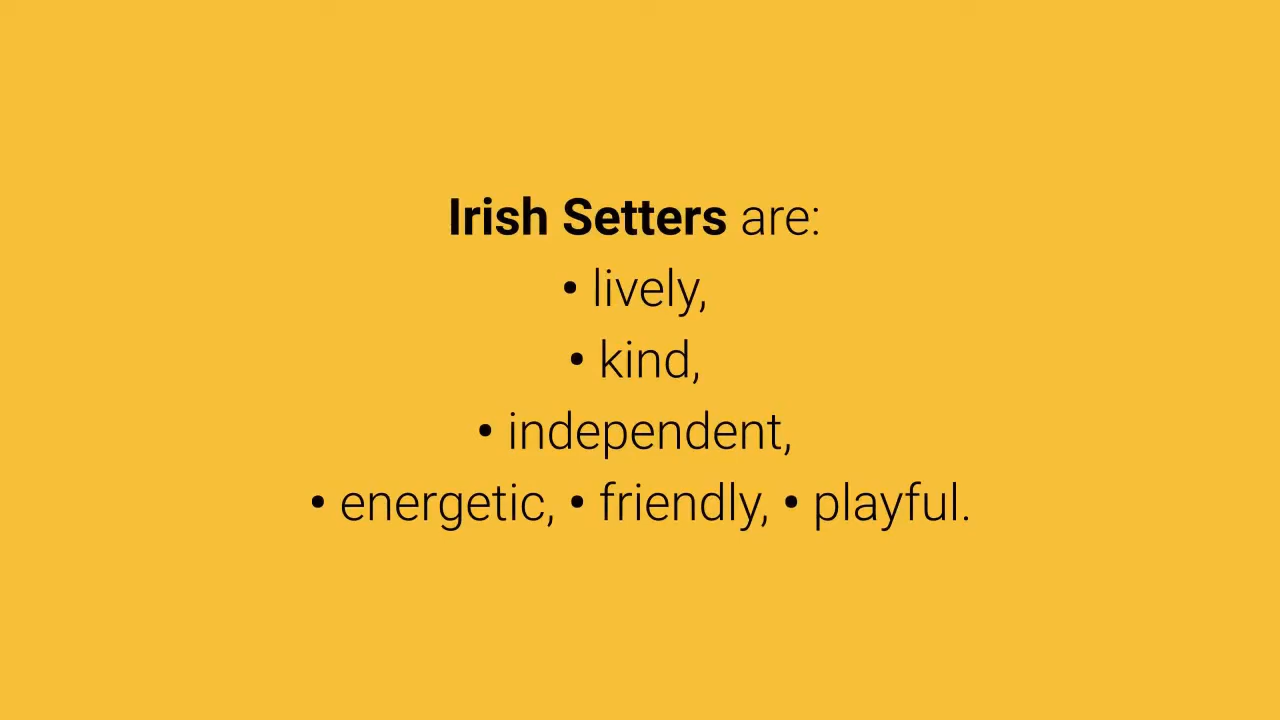 Irish Setters are:
• lively,
• kind,
• independent,
• energetic, • friendly, • playful.